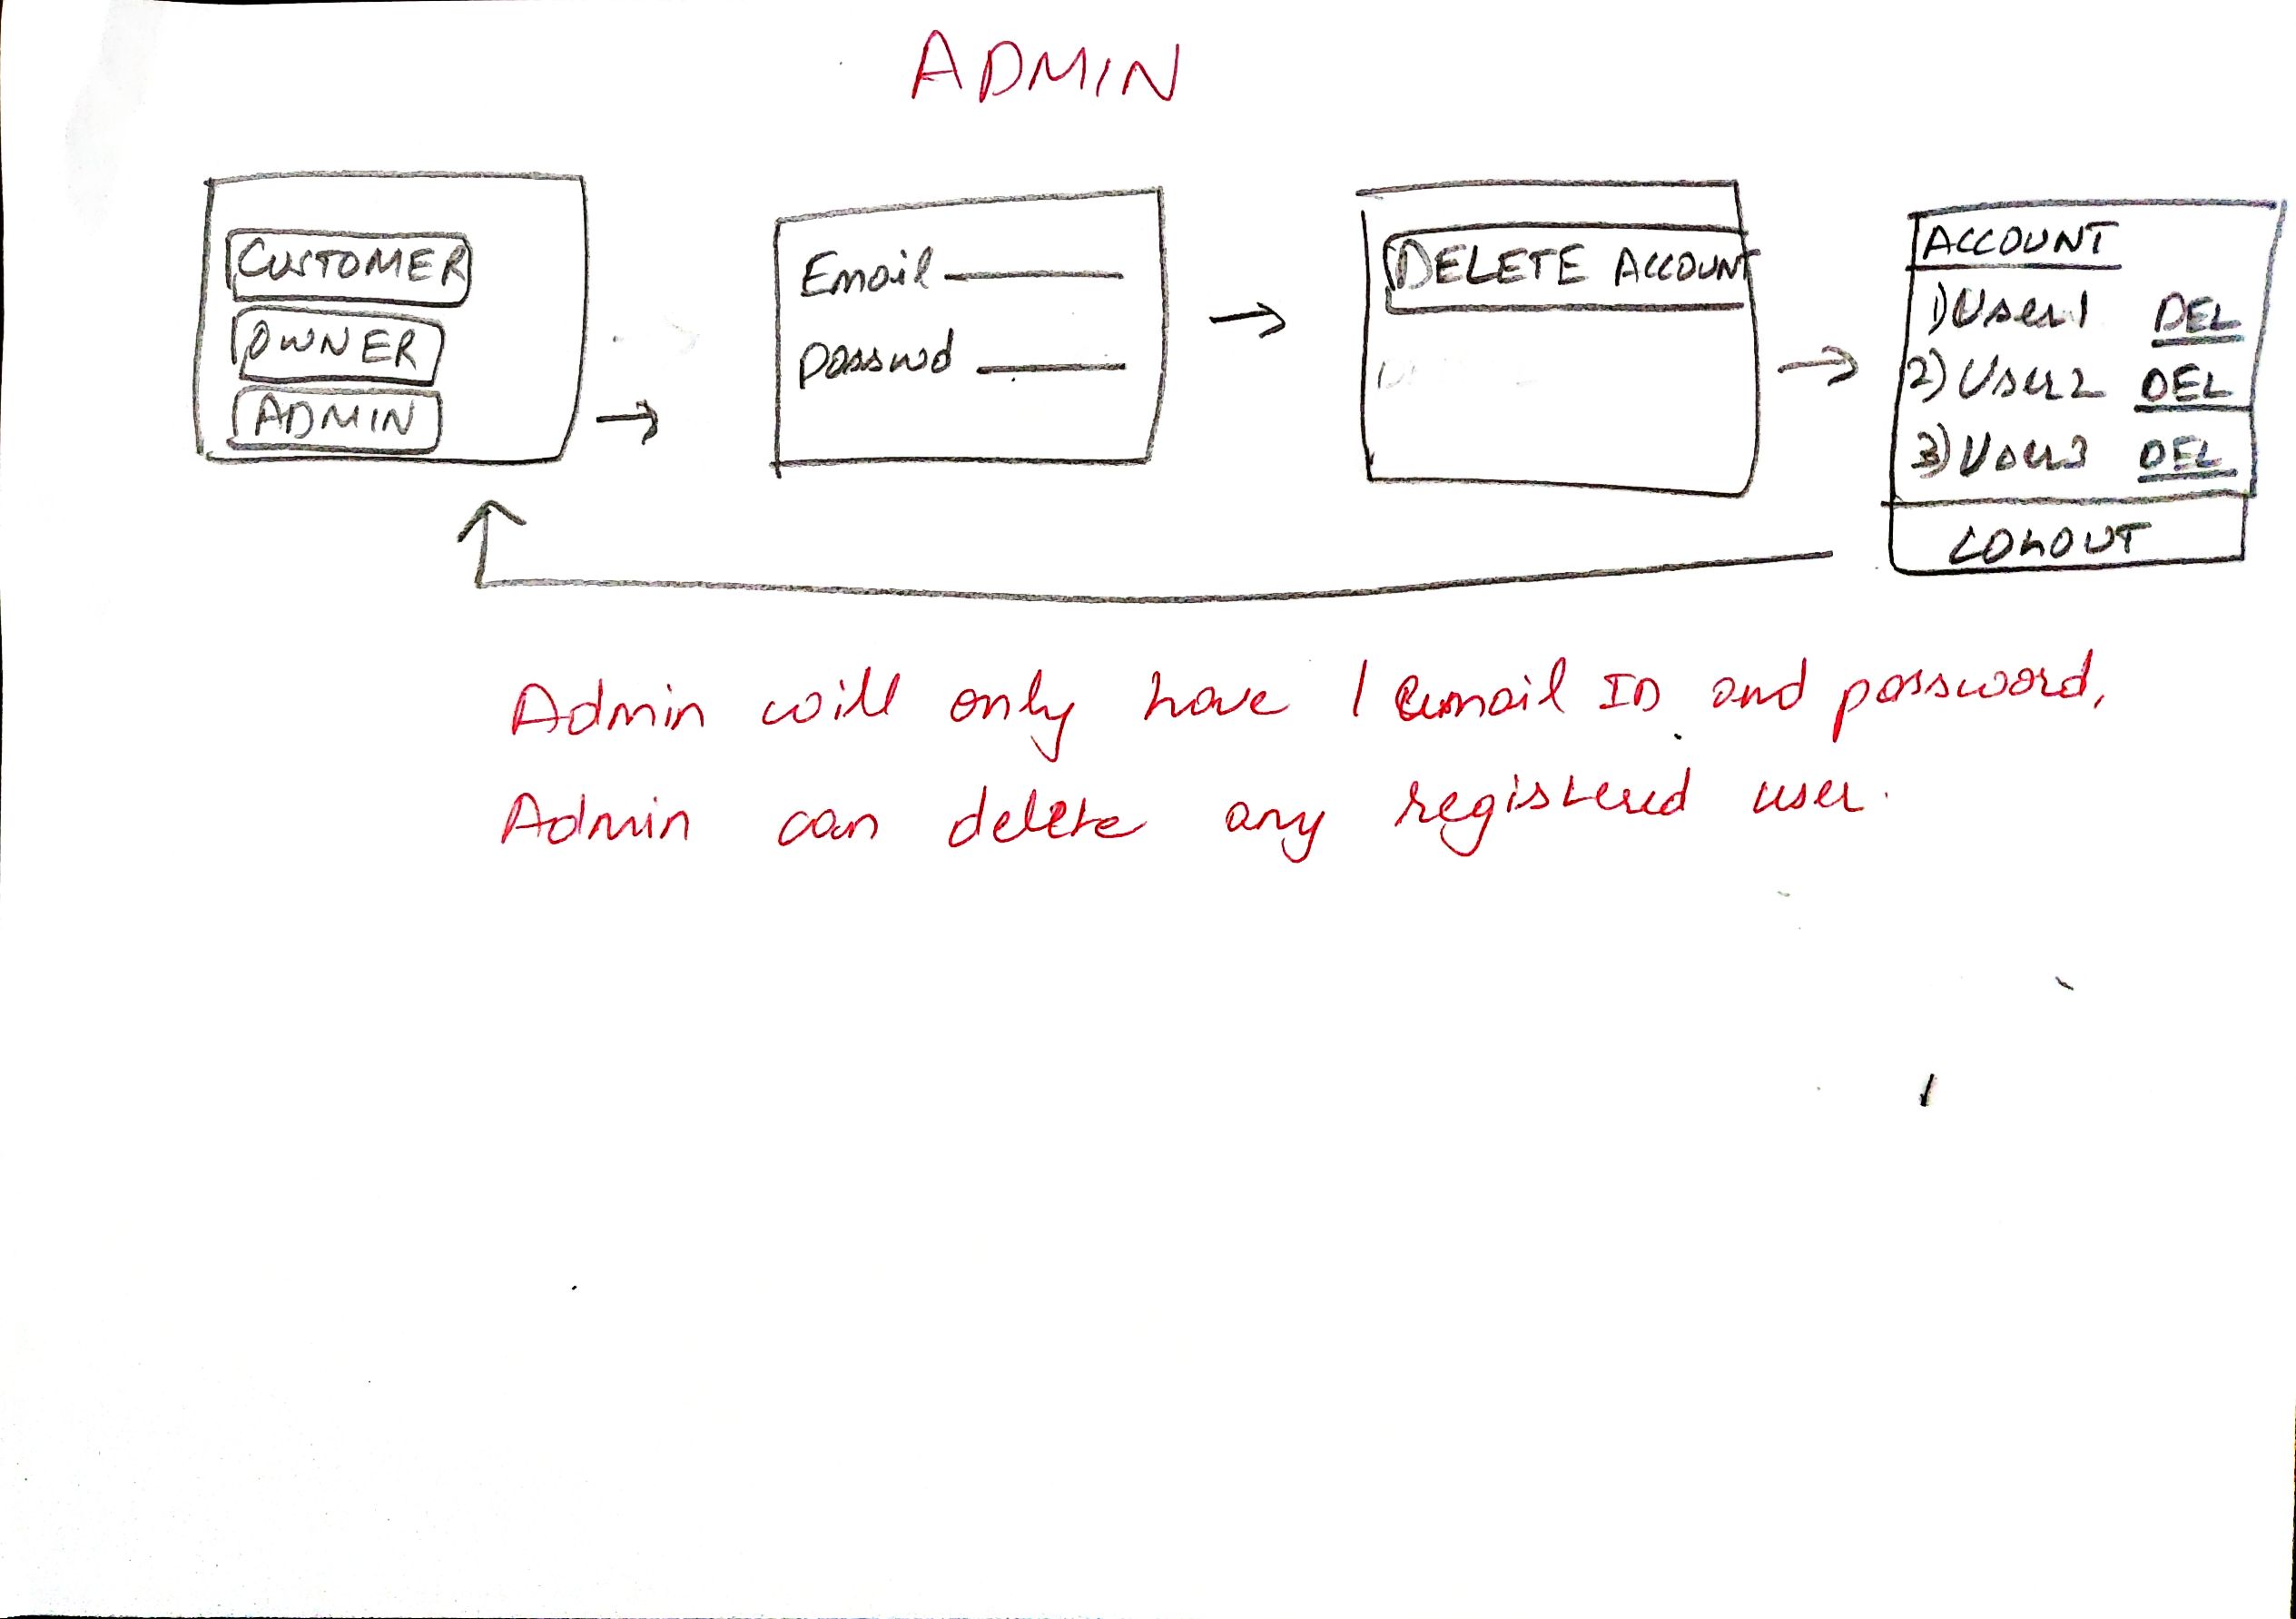 ADMIN
CUSTOMER
OWNER
ADMIN
Email
passwd
DELETE ACCOUNT
ACCOUNT
1) User1 DEL
2) User2 DEL
3) User3 DEL
LOGOUT
Admin will only have 1 email ID and password,
Admin can delete any registered user.